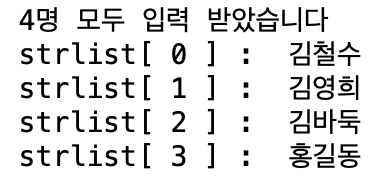 4명 모두 입력 받았습니다
strlist[ 0 ] :  김철수
strlist[ 1 ] :  김영희
strlist[ 2 ] :  김바둑
strlist[ 3 ] :  홍길동